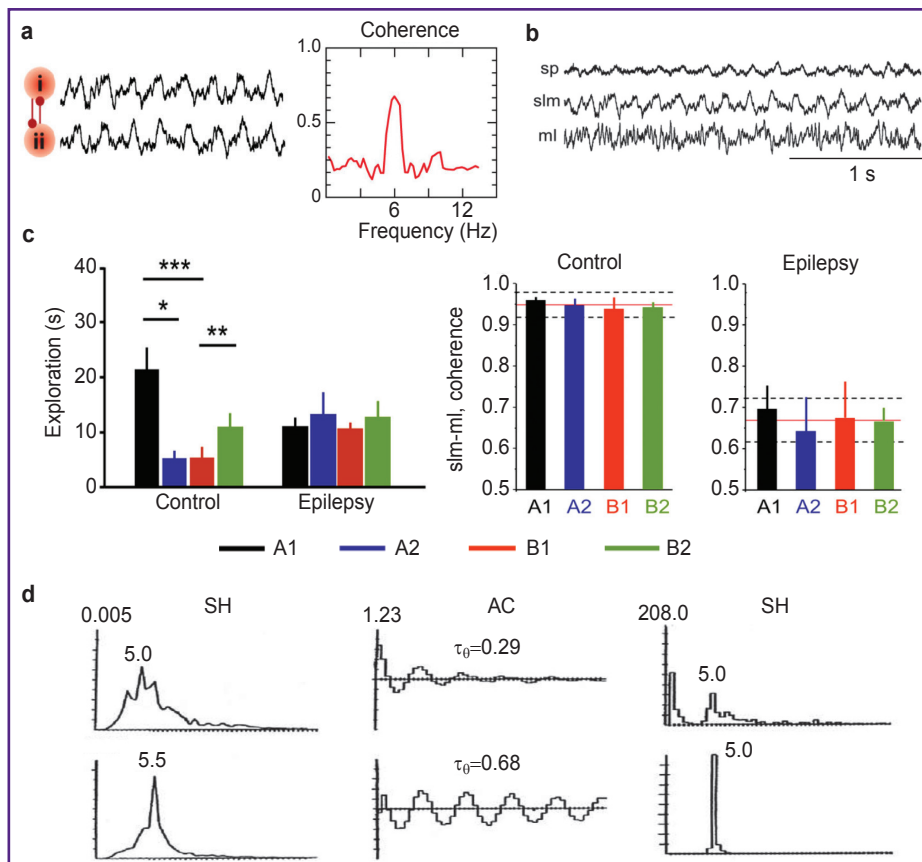 a
Coherence
i
ii
1.0
0.5
0
6
12
Frequency (Hz)
b
sp
slm
ml
1 s
c
Exploration (s)
40
30
20
10
0
***
*
**
Control
Epilepsy
Control
slm-ml, coherence
1.0
0.9
0.8
0.7
0.6
0.5
A1
A2
B1
B2
Epilepsy
1.0
0.9
0.8
0.7
0.6
0.5
A1
A2
B1
B2
A1
A2
B1
B2
d
0.005
SH
5.0
1.23
AC
τθ=0.29
208.0
SH
5.0
5.5
τθ=0.68
5.0